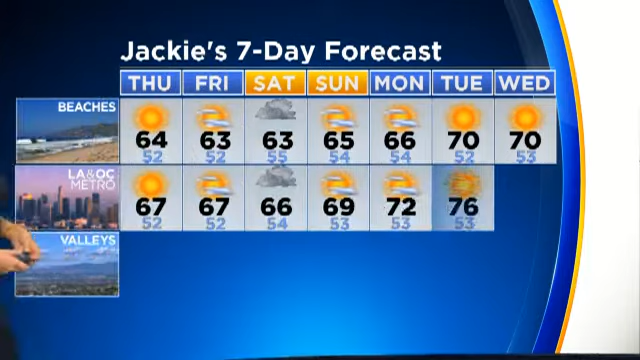 Jackie's 7-Day Forecast
THU FRI SAT SUN MON TUE WED
BEACHES
64 63 63 65 66 70 70
52 52 55 54 54 52 53
LA&OC
METRO
67 67 66 69 72 76
52 52 54 53 53 53
VALLEYS